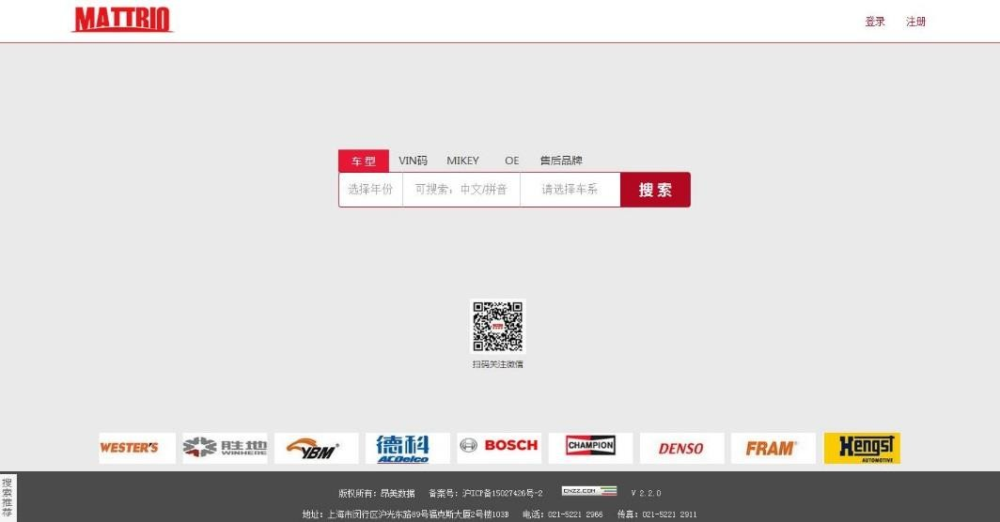 MATTRIO
登录 注册
车型 VIN码 MIKEY OE 售后品牌
选择年份 可搜索，中文/拼音 请选择车系 搜索
扫码关注微信
WESTER'S 胜地 WINHERE YBM 德科 ACDelco BOSCH CHAMPION DENSO FRAM Hengst AUTOMOTIVE
搜索推荐
版权所有：昂美数据 备案号：沪ICP备15027426号-2 CNZZ.COM V 2.2.0
地址：上海市闵行区沪光东路89号福克斯大厦2号楼103B 电话：021-5221 2966 传真：021-5221 2911